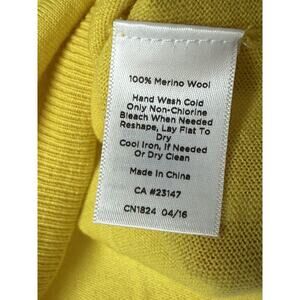 100% Merino Wool
Hand Wash Cold
Only Non-Chlorine
Bleach When Needed
Reshape, Lay Flat To
Dry
Cool Iron, If Needed
Or Dry Clean
Made In China
CA #23147
CN1824 04/16